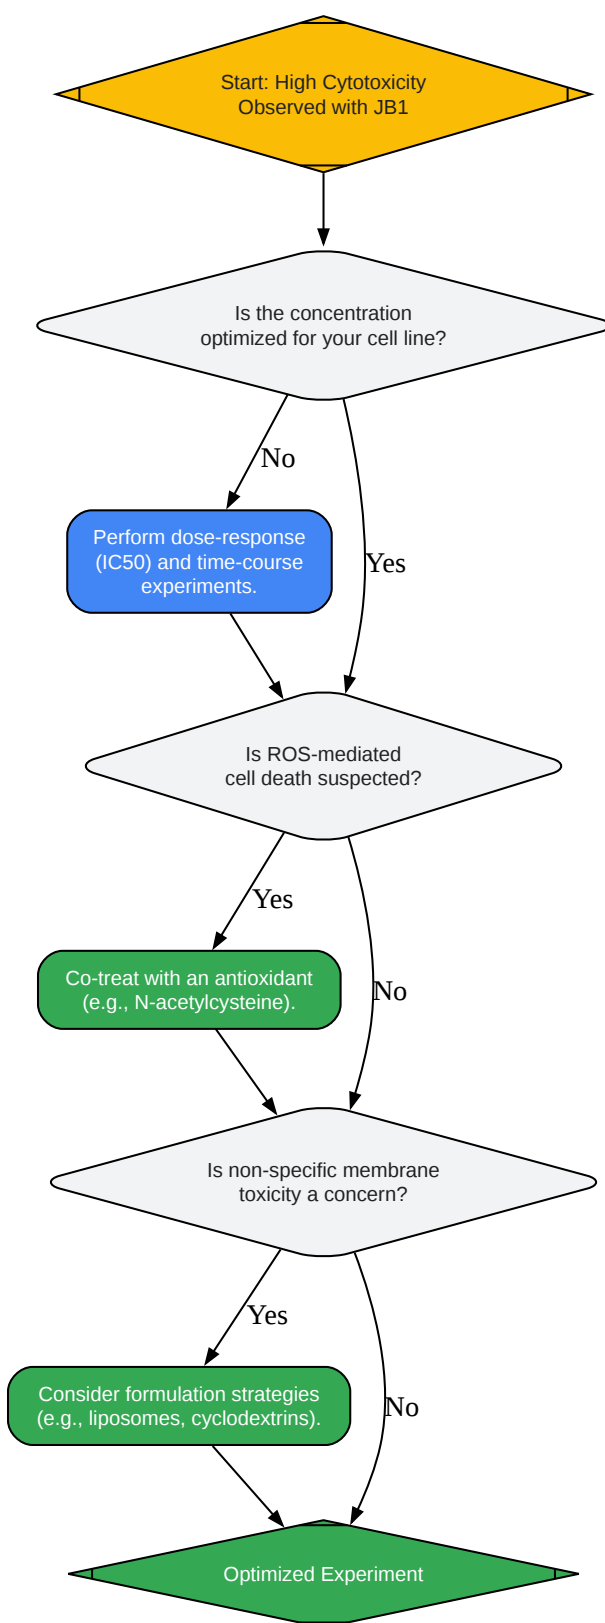 Start: High Cytotoxicity
Observed with JB1
Is the concentration
optimized for your cell line?
No
Yes
Perform dose-response
(IC50) and time-course
experiments.
Is ROS-mediated
cell death suspected?
Yes
No
Co-treat with an antioxidant
(e.g., N-acetylcysteine).
Is non-specific membrane
toxicity a concern?
Yes
No
Consider formulation strategies
(e.g., liposomes, cyclodextrins).
Optimized Experiment